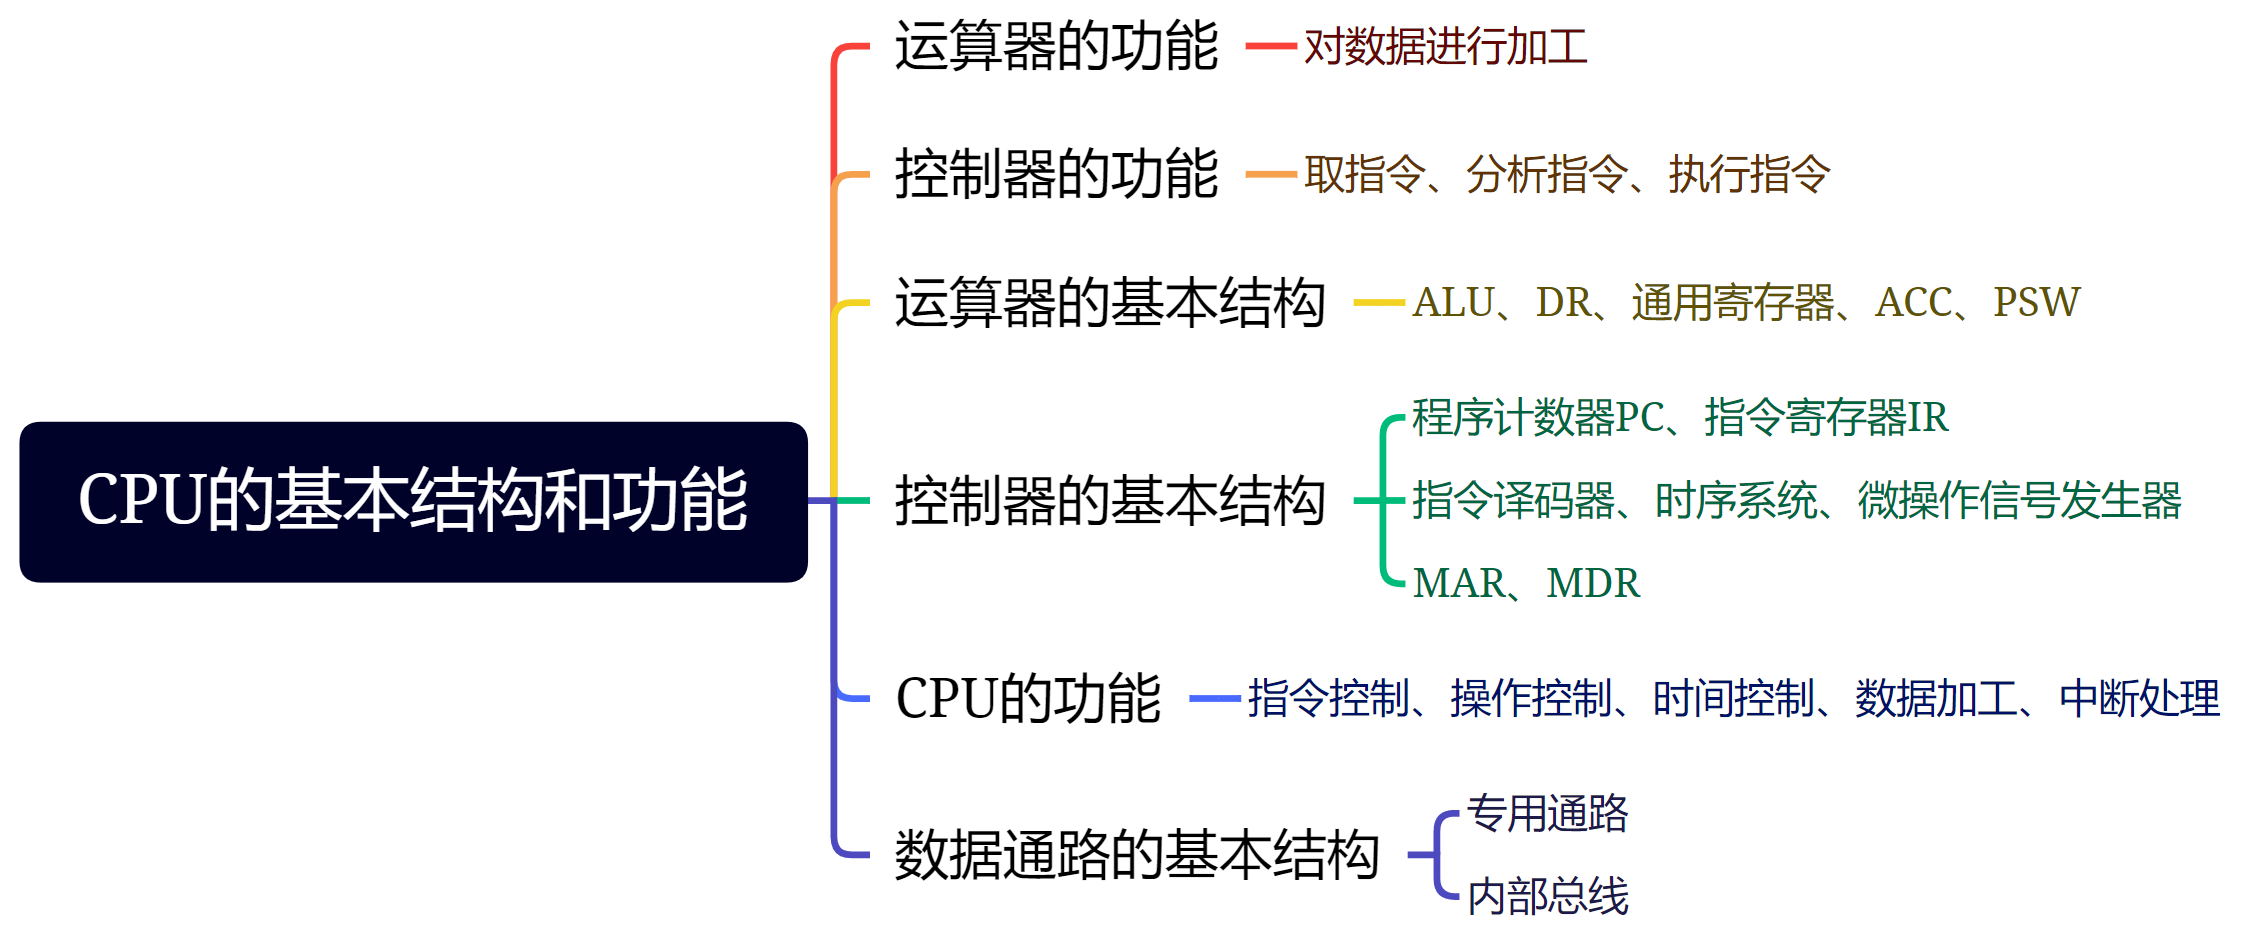 CPU的基本结构和功能
运算器的功能
对数据进行加工
控制器的功能
取指令、分析指令、执行指令
运算器的基本结构
ALU、DR、通用寄存器、ACC、PSW
控制器的基本结构
程序计数器PC、指令寄存器IR
指令译码器、时序系统、微操作信号发生器
MAR、MDR
CPU的功能
指令控制、操作控制、时间控制、数据加工、中断处理
数据通路的基本结构
专用通路
内部总线